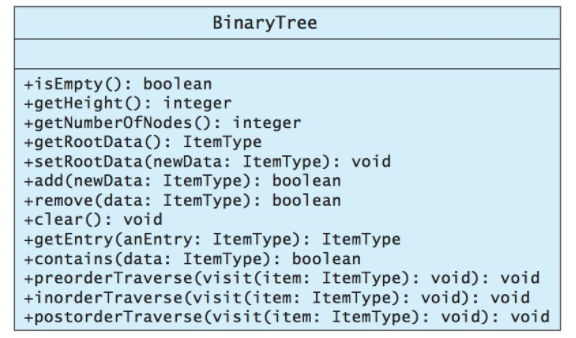 BinaryTree
+isEmpty(): boolean
+getHeight(): integer
+getNumberOfNodes(): integer
+getRootData(): ItemType
+setRootData(newData: ItemType): void
+add(newData: ItemType): boolean
+remove(data: ItemType): boolean
+clear(): void
+getEntry(anEntry: ItemType): ItemType
+contains(data: ItemType): boolean
+preorderTraverse(visit(item: ItemType): void): void
+inorderTraverse(visit(item: ItemType): void): void
+postorderTraverse(visit(item: ItemType): void): void